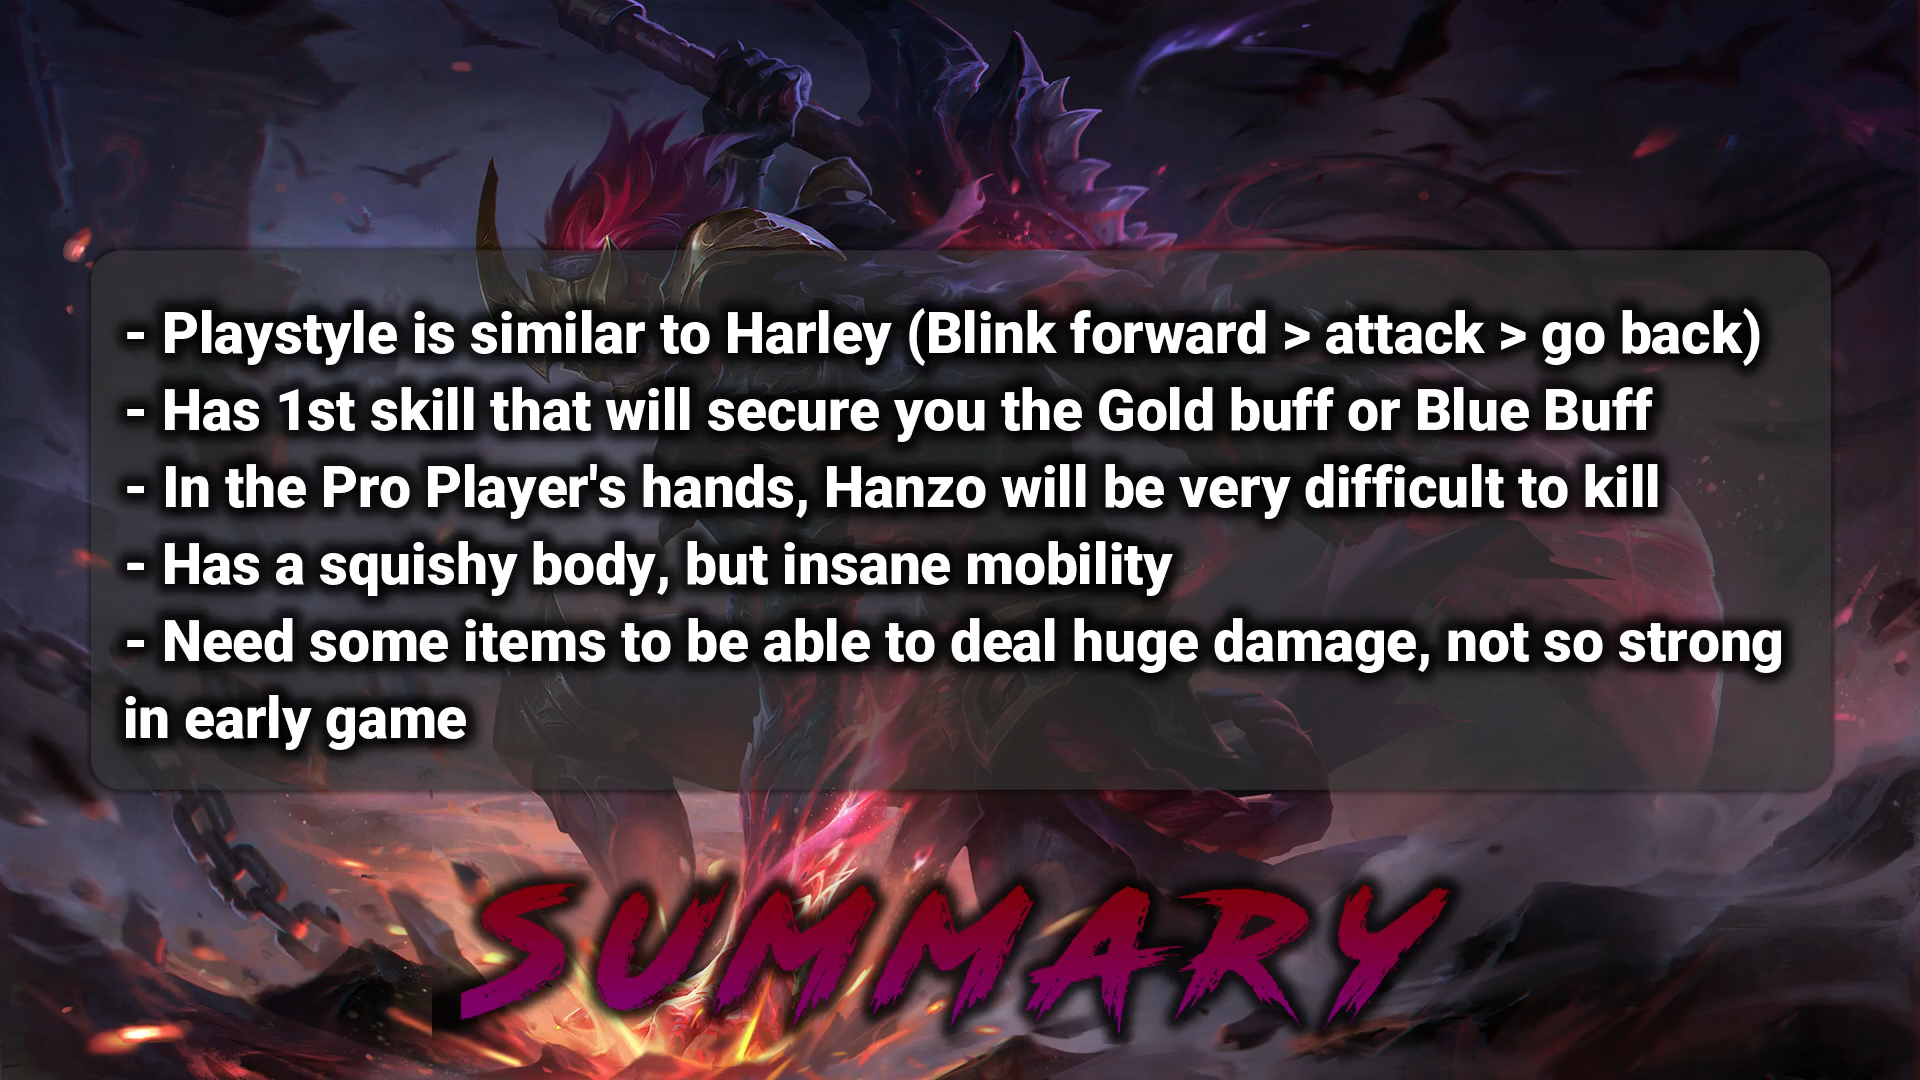 - Playstyle is similar to Harley (Blink forward > attack > go back)
- Has 1st skill that will secure you the Gold buff or Blue Buff
- In the Pro Player's hands, Hanzo will be very difficult to kill
- Has a squishy body, but insane mobility
- Need some items to be able to deal huge damage, not so strong
in early game
SUMMARY